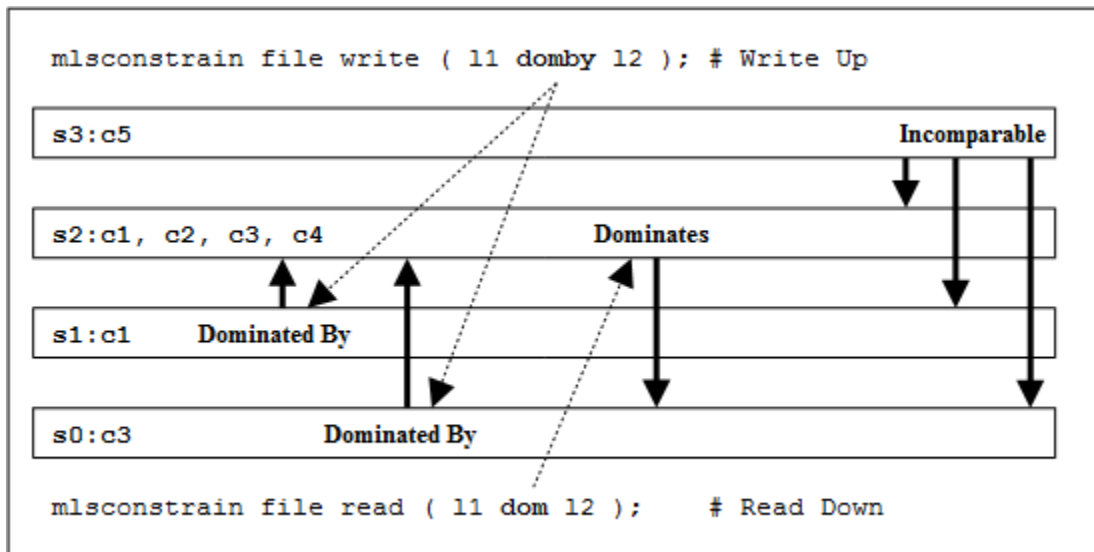 mlsconstrain file write ( l1 domby l2 ); # Write Up
s3:c5 Incomparable
s2:c1, c2, c3, c4 Dominates
s1:c1 Dominated By
s0:c3 Dominated By
mlsconstrain file read ( l1 dom l2 ); # Read Down